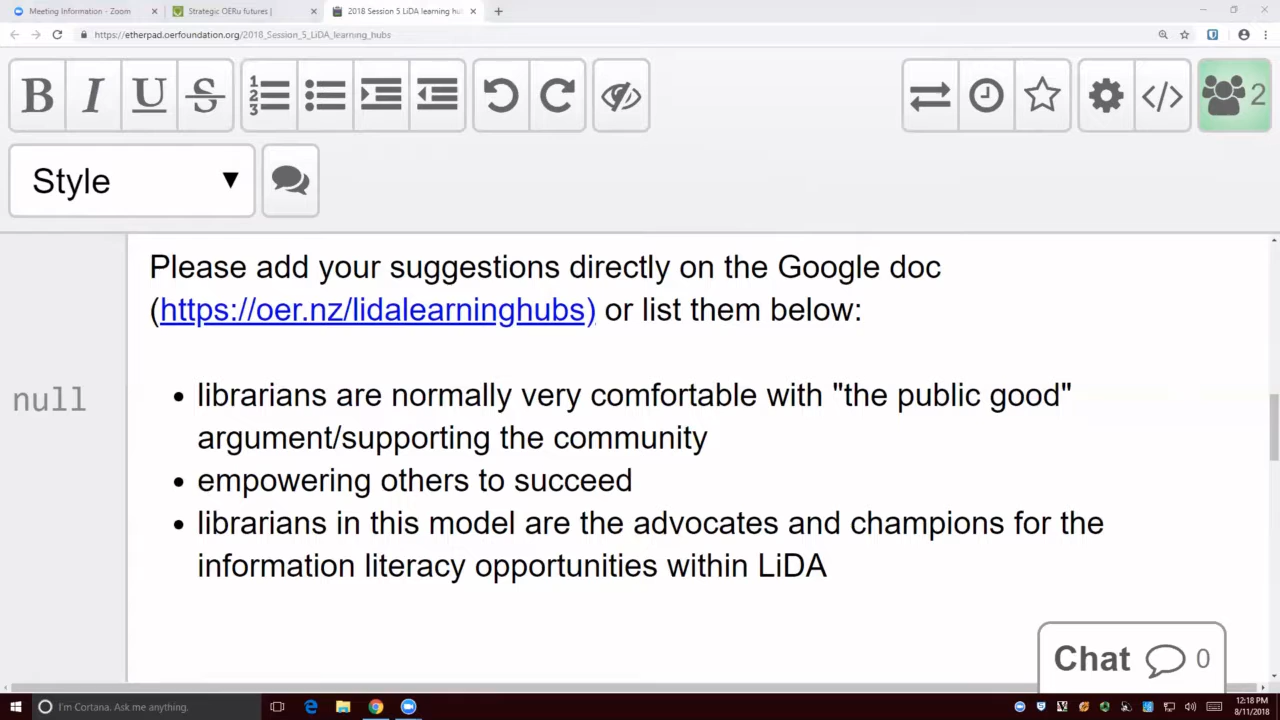 Meeting Information - Zoom
Strategic OERu futures |
2018 Session 5 LiDA learning hu
https://etherpad.oerfoundation.org/2018_Session_5_LiDA_learning_hubs
B I U S
2
Style
Please add your suggestions directly on the Google doc
(https://oer.nz/lidalearninghubs) or list them below:
null
• librarians are normally very comfortable with "the public good"
argument/supporting the community
• empowering others to succeed
• librarians in this model are the advocates and champions for the
information literacy opportunities within LiDA
Chat 0
I'm Cortana. Ask me anything.
12:18 PM
8/11/2018